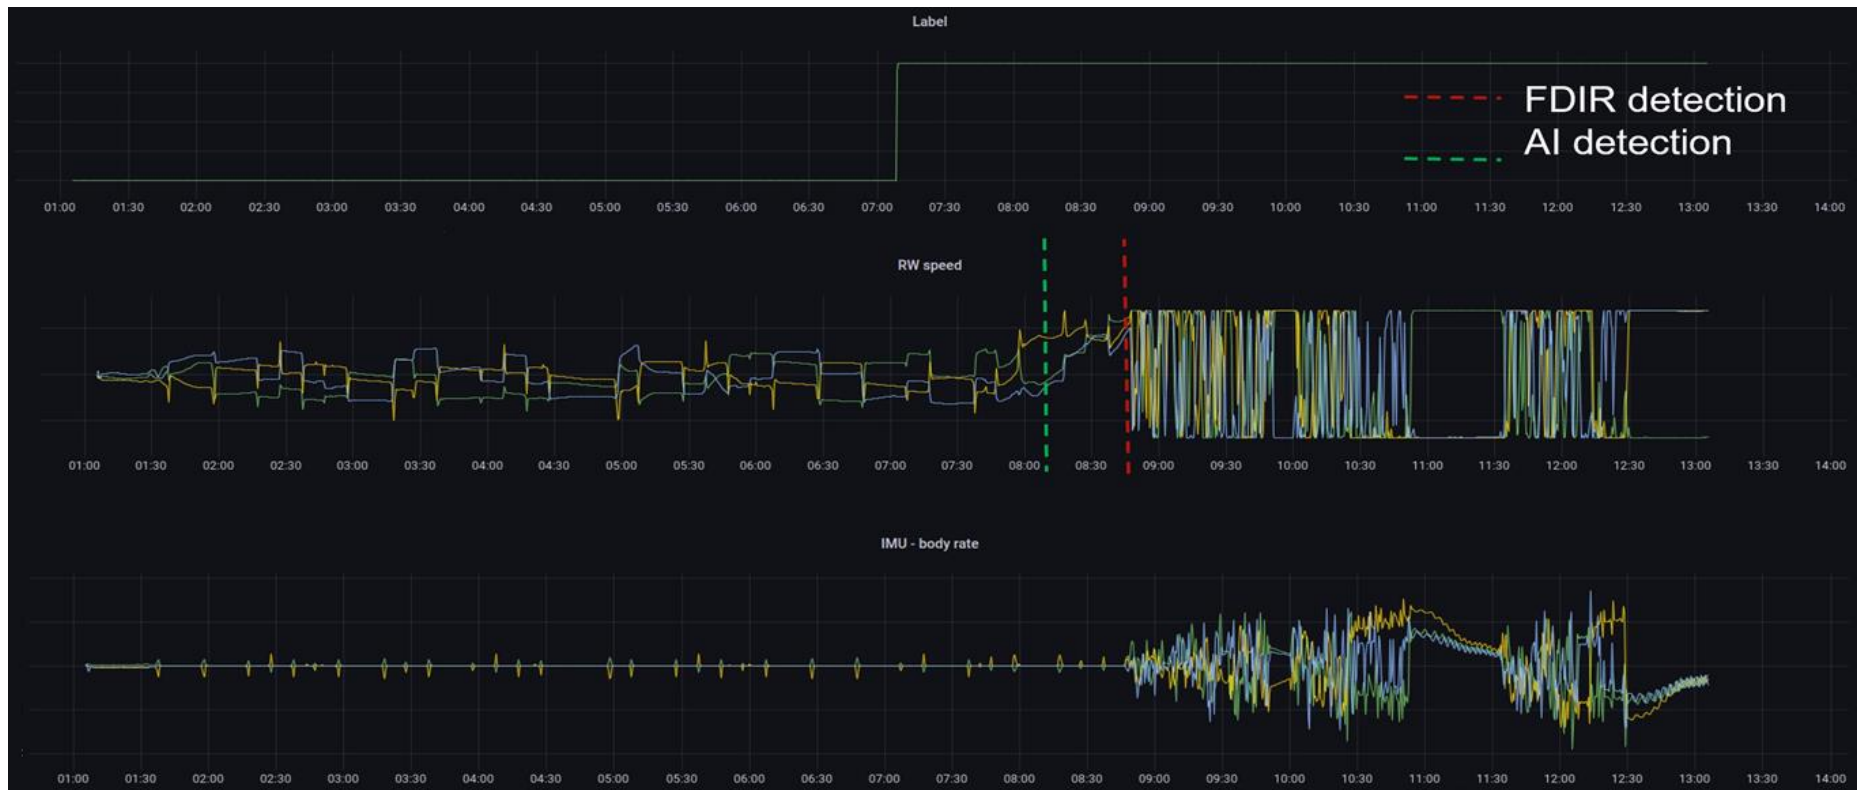 Label
FDIR detection
AI detection
01:00 01:30 02:00 02:30 03:00 03:30 04:00 04:30 05:00 05:30 06:00 06:30 07:00 07:30 08:00 08:30 09:00 09:30 10:00 10:30 11:00 11:30 12:00 12:30 13:00 13:30 14:00
RW speed
01:00 01:30 02:00 02:30 03:00 03:30 04:00 04:30 05:00 05:30 06:00 06:30 07:00 07:30 08:00 08:30 09:00 09:30 10:00 10:30 11:00 11:30 12:00 12:30 13:00 13:30 14:00
IMU - body rate
01:00 01:30 02:00 02:30 03:00 03:30 04:00 04:30 05:00 05:30 06:00 06:30 07:00 07:30 08:00 08:30 09:00 09:30 10:00 10:30 11:00 11:30 12:00 12:30 13:00 13:30 14:00